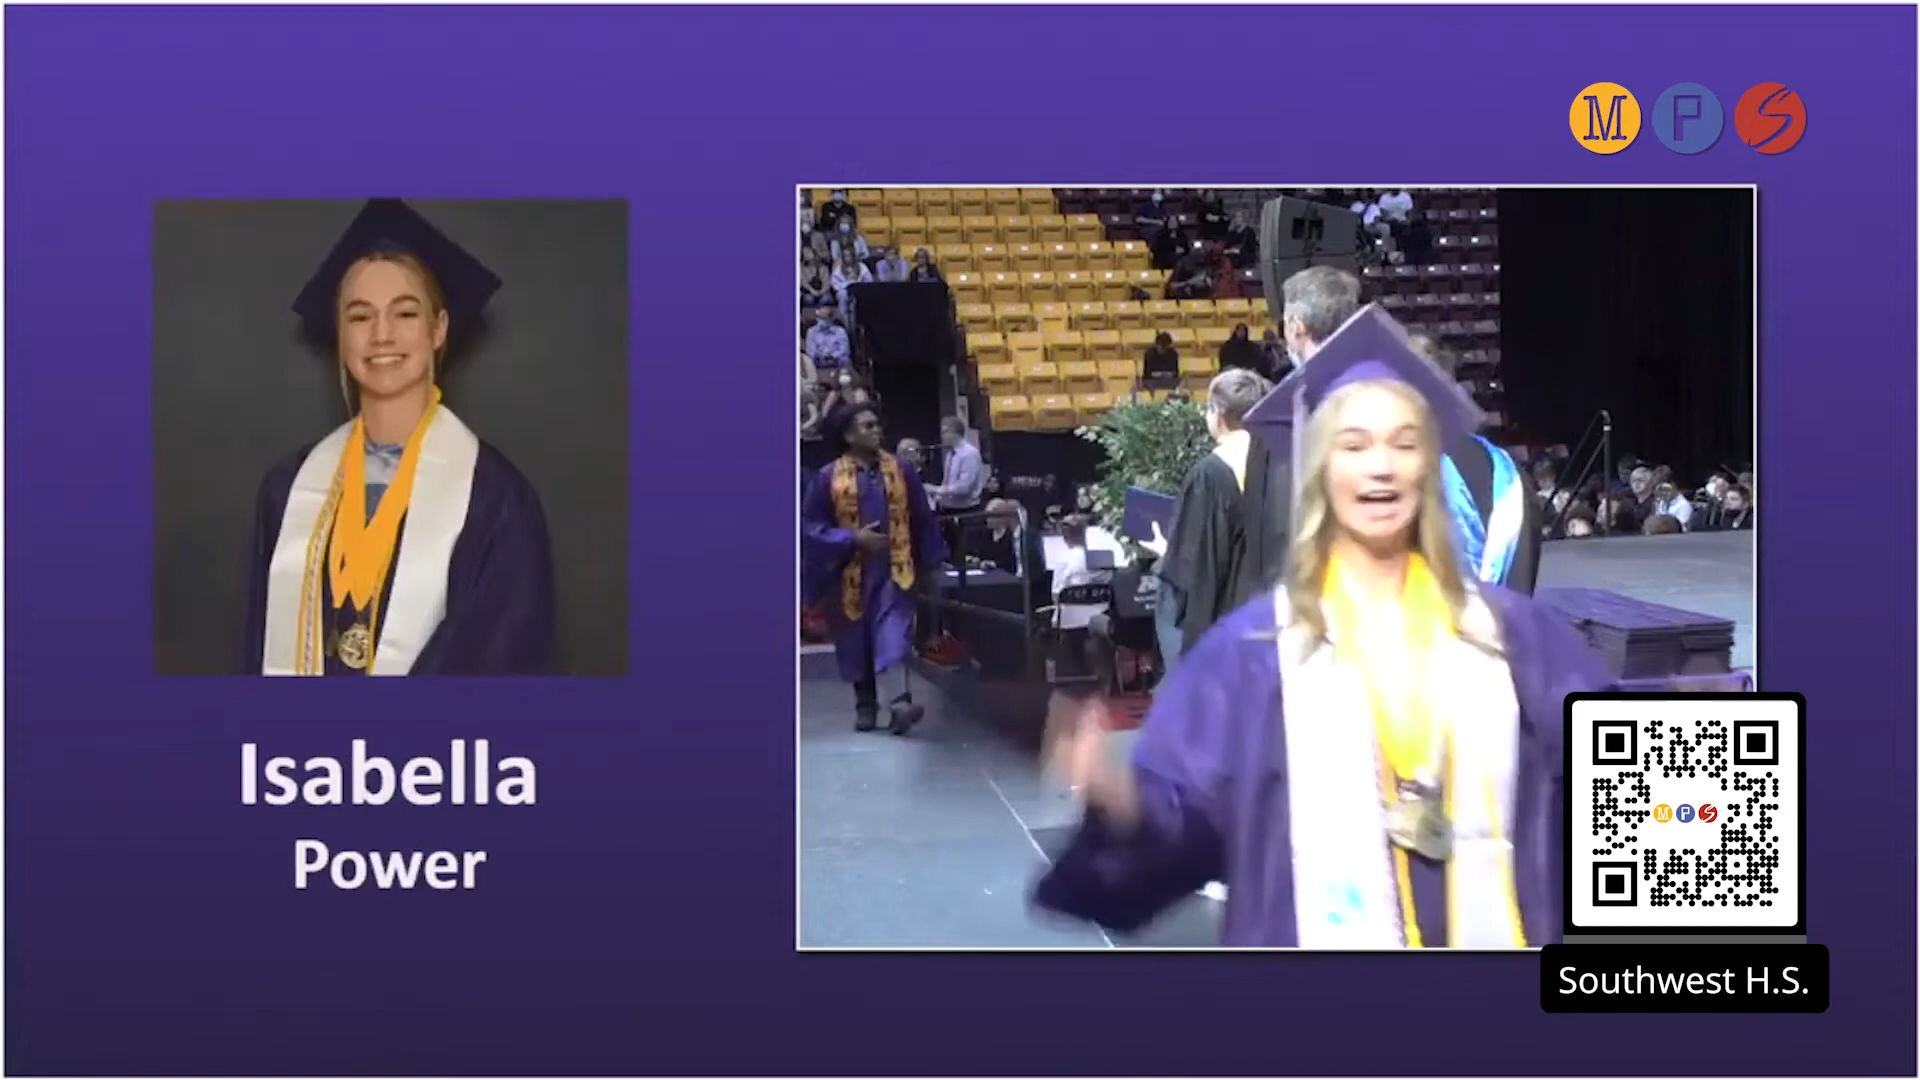 M P S
Isabella
Power
M P S
Southwest H.S.